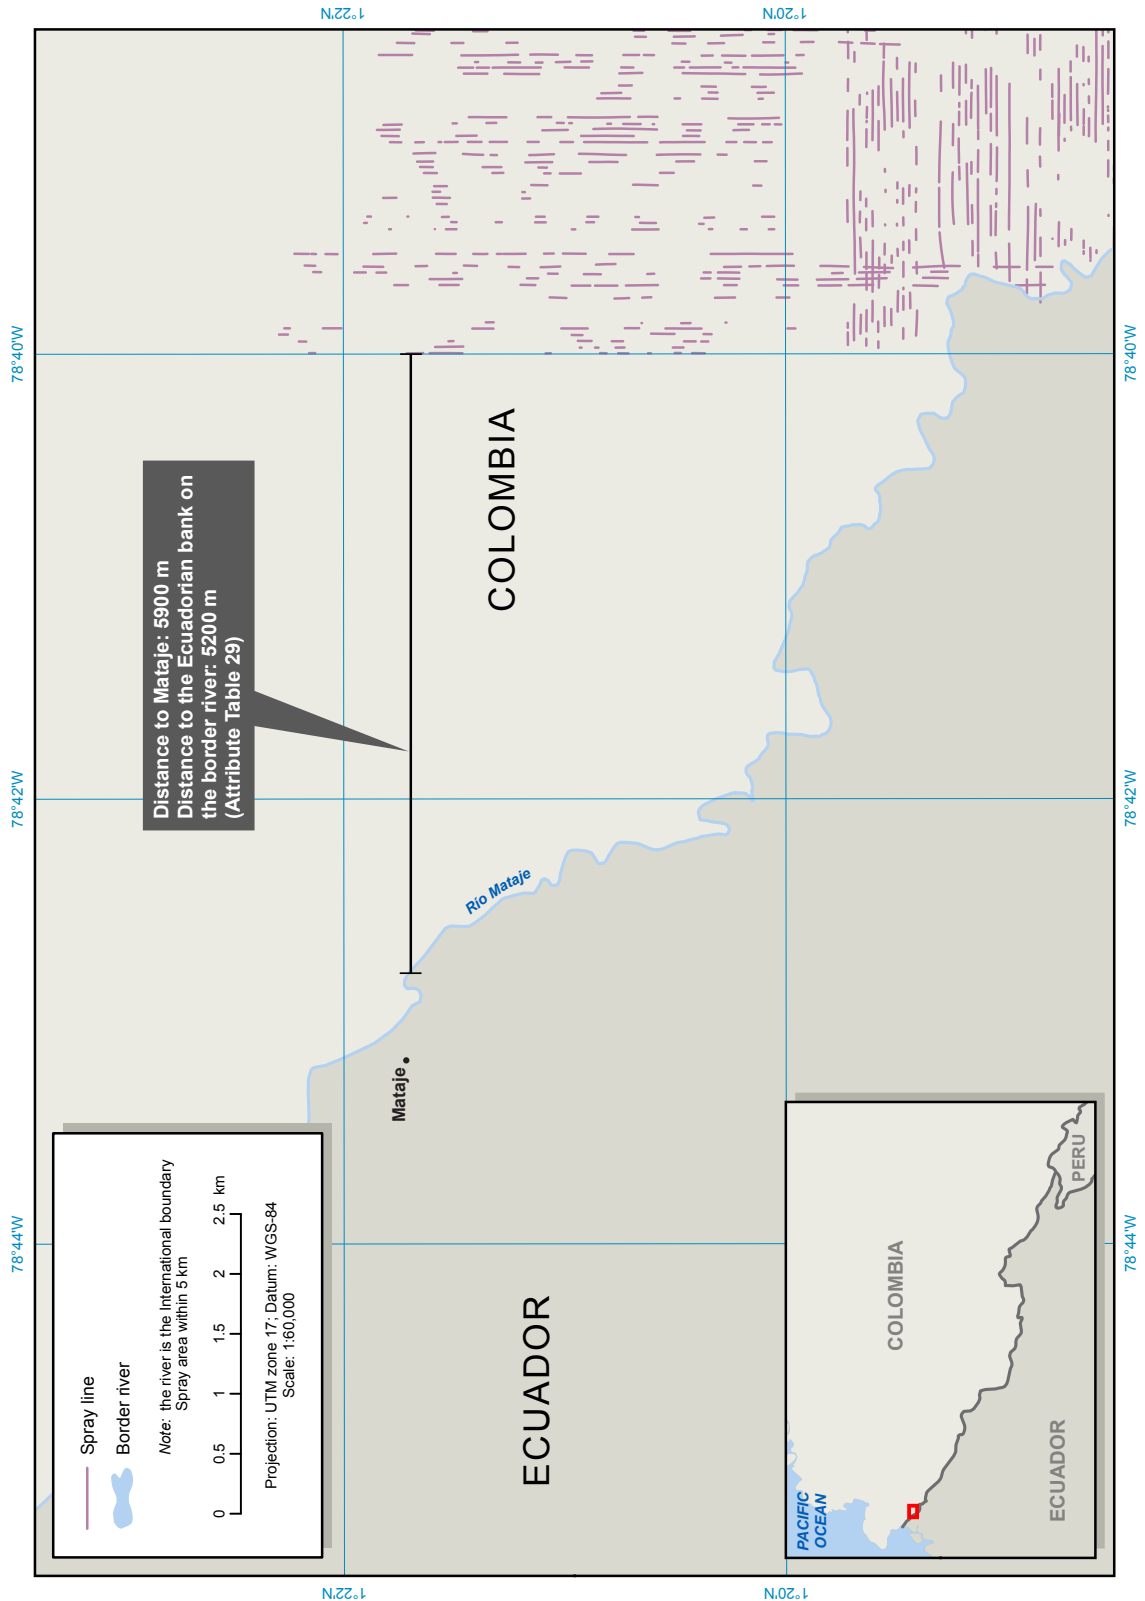 78°44'W
78°42'W
78°40'W
1°22'N
1°22'N
1°20'N
1°20'N
78°44'W
78°42'W
78°40'W
Spray line
Border river
Note: the river is the International boundary
Spray area within 5 km
0 0.5 1 1.5 2 2.5 km
Projection: UTM zone 17; Datum: WGS-84
Scale: 1:60,000
Distance to Mataje: 5900 m
Distance to the Ecuadorian bank on
the border river: 5200 m
(Attribute Table 29)
Mataje
Río Mataje
COLOMBIA
ECUADOR
PACIFIC
OCEAN
COLOMBIA
ECUADOR
PERU